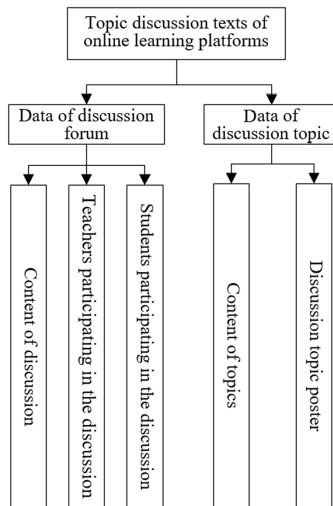 Topic discussion texts of
online learning platforms
Data of discussion
forum
Data of
discussion topic
Content of discussion
Teachers participating in the discussion
Students participating in the discussion
Content of topics
Discussion topic poster